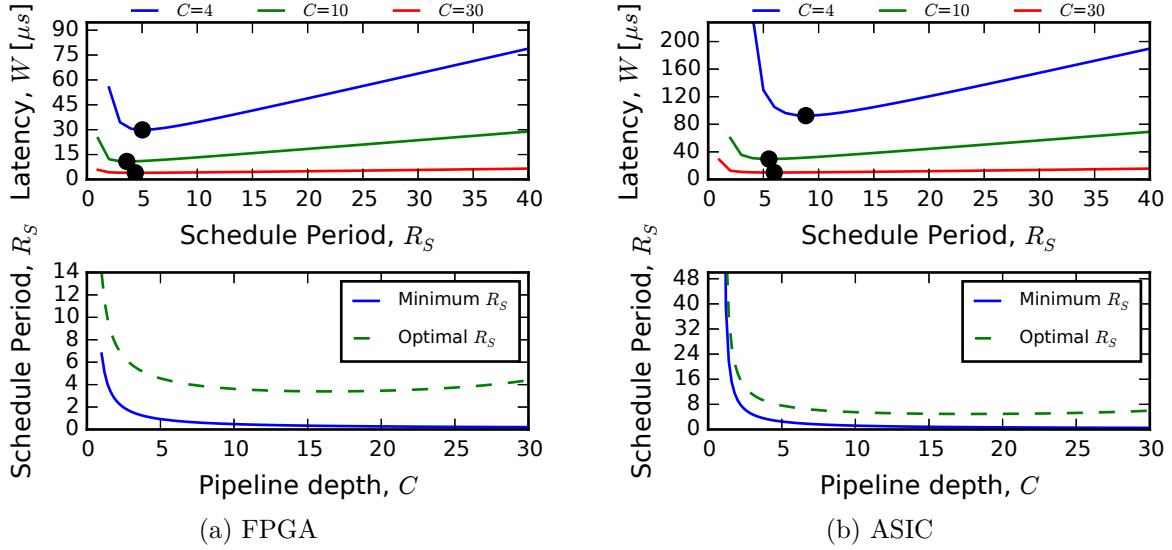 C=4 C=10 C=30
Latency, W [μs]
90
75
60
45
30
15
0
0 5 10 15 20 25 30 35 40
Schedule Period, R_S
C=4 C=10 C=30
Latency, W [μs]
200
160
120
80
40
0
0 5 10 15 20 25 30 35 40
Schedule Period, R_S
Schedule Period, R_S
14
12
10
8
6
4
2
0
Minimum R_S
Optimal R_S
0 5 10 15 20 25 30
Pipeline depth, C
(a) FPGA
Schedule Period, R_S
48
40
32
24
16
8
0
Minimum R_S
Optimal R_S
0 5 10 15 20 25 30
Pipeline depth, C
(b) ASIC